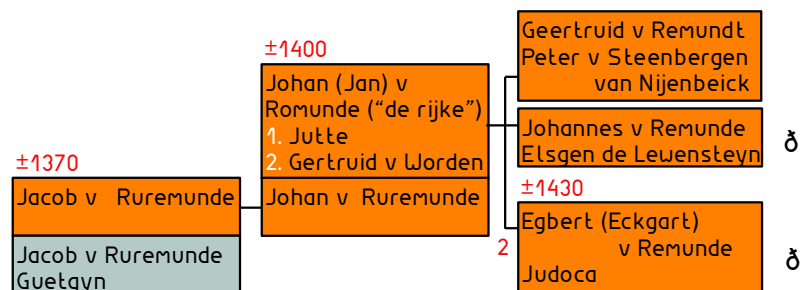 ±1370
Jacob v Ruremunde
Jacob v Ruremunde
Guetgyn
±1400
Johan (Jan) v
Romunde (“de rijke”)
1. Jutte
2. Gertruid v Worden
Johan v Ruremunde
Geertruid v Remundt
Peter v Steenbergen
van Nijenbeick
Johannes v Remunde
Elsgen de Lewensteyn
ð
±1430
2
Egbert (Eckgart)
v Remunde
Judoca
ð